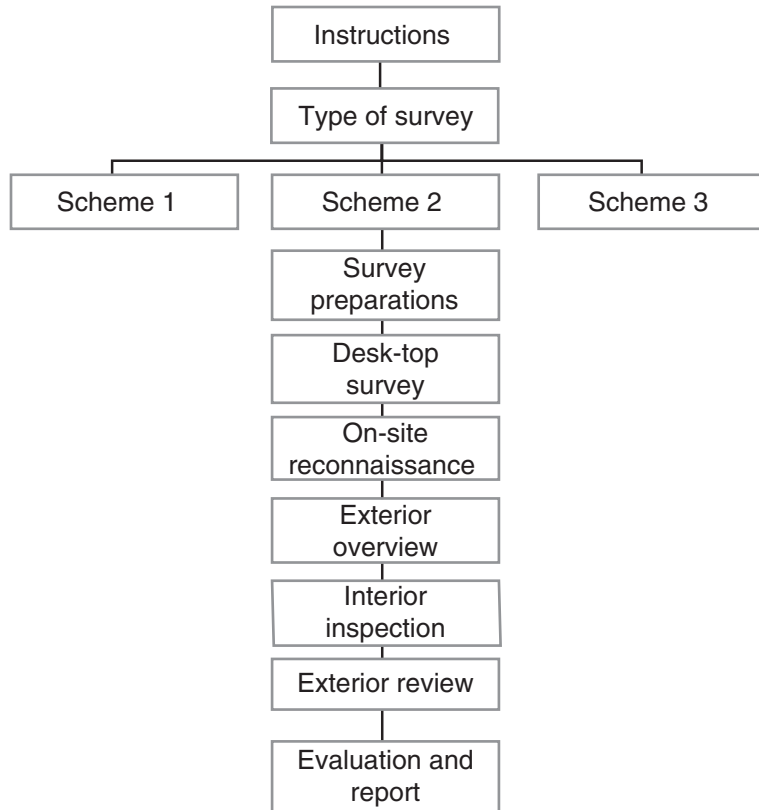 Instructions
Type of survey
Scheme 1
Scheme 2
Scheme 3
Survey
preparations
Desk-top
survey
On-site
reconnaissance
Exterior
overview
Interior
inspection
Exterior review
Evaluation and
report